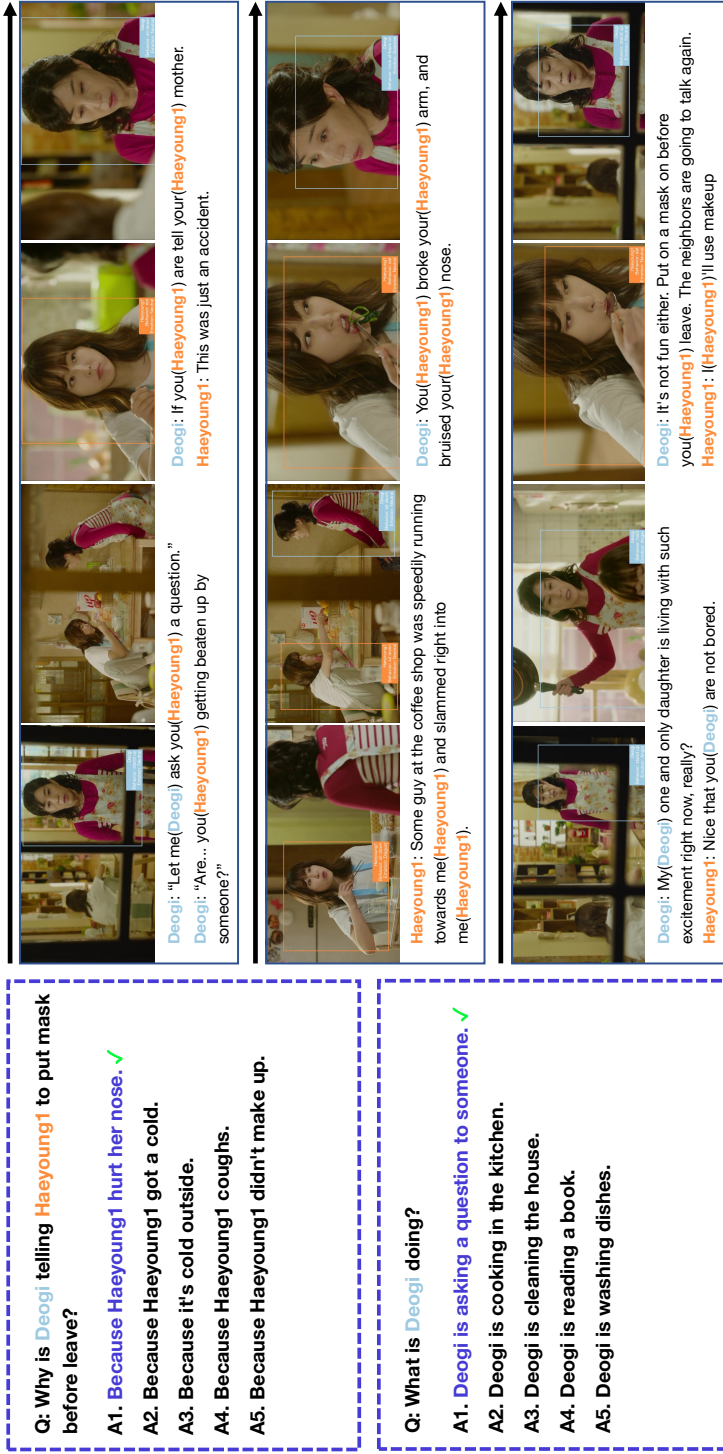 Q: Why is Deogi telling Haeyoung1 to put mask
before leave?
A1. Because Haeyoung1 hurt her nose. ✓
A2. Because Haeyoung1 got a cold.
A3. Because it's cold outside.
A4. Because Haeyoung1 coughs.
A5. Because Haeyoung1 didn't make up.
Q: What is Deogi doing?
A1. Deogi is asking a question to someone. ✓
A2. Deogi is cooking in the kitchen.
A3. Deogi is cleaning the house.
A4. Deogi is reading a book.
A5. Deogi is washing dishes.
Deogi: “Let me(Deogi) ask you(Haeyoung1) a question.”
Deogi: “Are... you(Haeyoung1) getting beaten up by
someone?”
Deogi: If you(Haeyoung1) are tell your(Haeyoung1) mother.
Haeyoung1: This was just an accident.
Haeyoung1: Some guy at the coffee shop was speedily running
towards me(Haeyoung1) and slammed right into
me(Haeyoung1).
Deogi: You(Haeyoung1) broke your(Haeyoung1) arm, and
bruised your(Haeyoung1) nose.
Deogi: My(Deogi) one and only daughter is living with such
excitement right now, really?
Haeyoung1: Nice that you(Deogi) are not bored.
Deogi: It's not fun either. Put on a mask on before
you(Haeyoung1) leave. The neighbors are going to talk again.
Haeyoung1: I(Haeyoung1)'ll use makeup